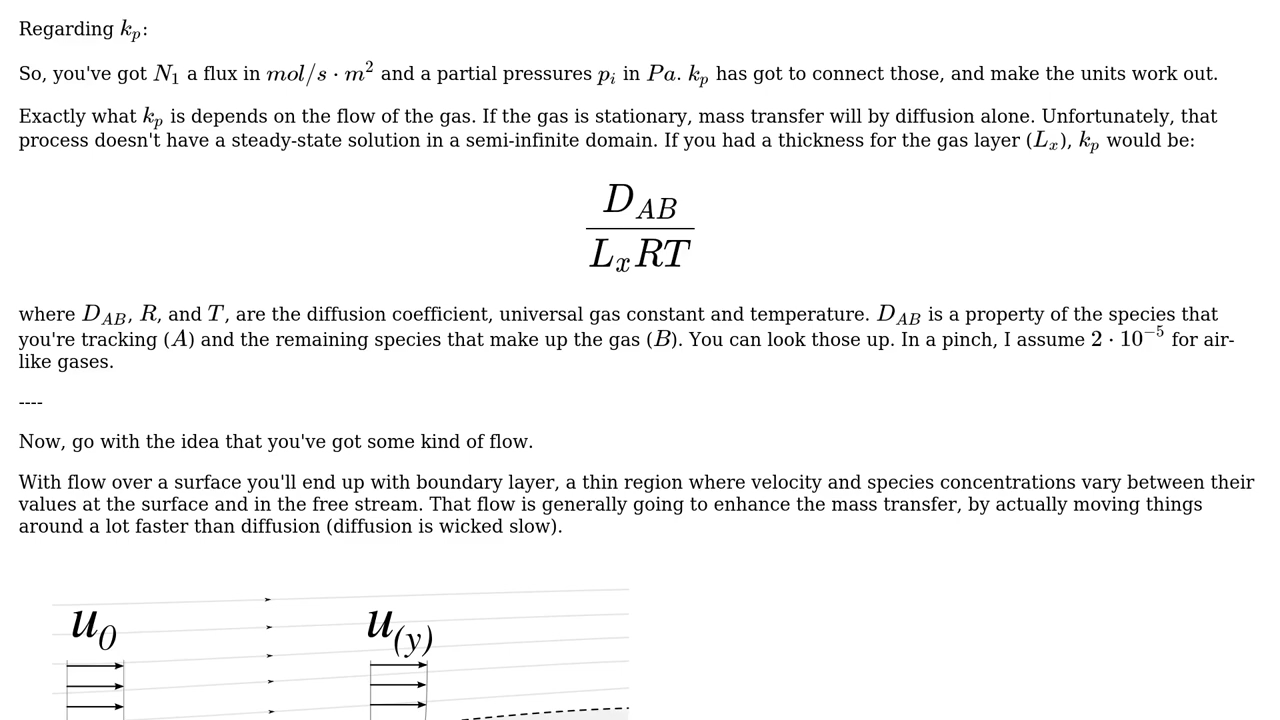 Regarding k_p:
So, you've got N_1 a flux in mol/s · m^2 and a partial pressures p_i in Pa. k_p has got to connect those, and make the units work out.
Exactly what k_p is depends on the flow of the gas. If the gas is stationary, mass transfer will by diffusion alone. Unfortunately, that
process doesn't have a steady-state solution in a semi-infinite domain. If you had a thickness for the gas layer (L_x), k_p would be:
D_{AB}
L_x RT
where D_{AB}, R, and T, are the diffusion coefficient, universal gas constant and temperature. D_{AB} is a property of the species that
you're tracking (A) and the remaining species that make up the gas (B). You can look those up. In a pinch, I assume 2 · 10^{-5} for air-
like gases.
----
Now, go with the idea that you've got some kind of flow.
With flow over a surface you'll end up with boundary layer, a thin region where velocity and species concentrations vary between their
values at the surface and in the free stream. That flow is generally going to enhance the mass transfer, by actually moving things
around a lot faster than diffusion (diffusion is wicked slow).
u_0 u_{(y)}